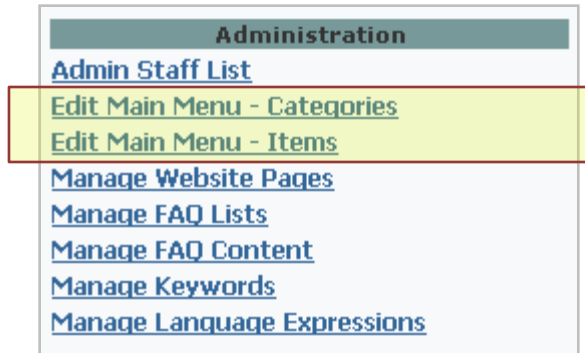 Administration
Admin Staff List
Edit Main Menu - Categories
Edit Main Menu - Items
Manage Website Pages
Manage FAQ Lists
Manage FAQ Content
Manage Keywords
Manage Language Expressions